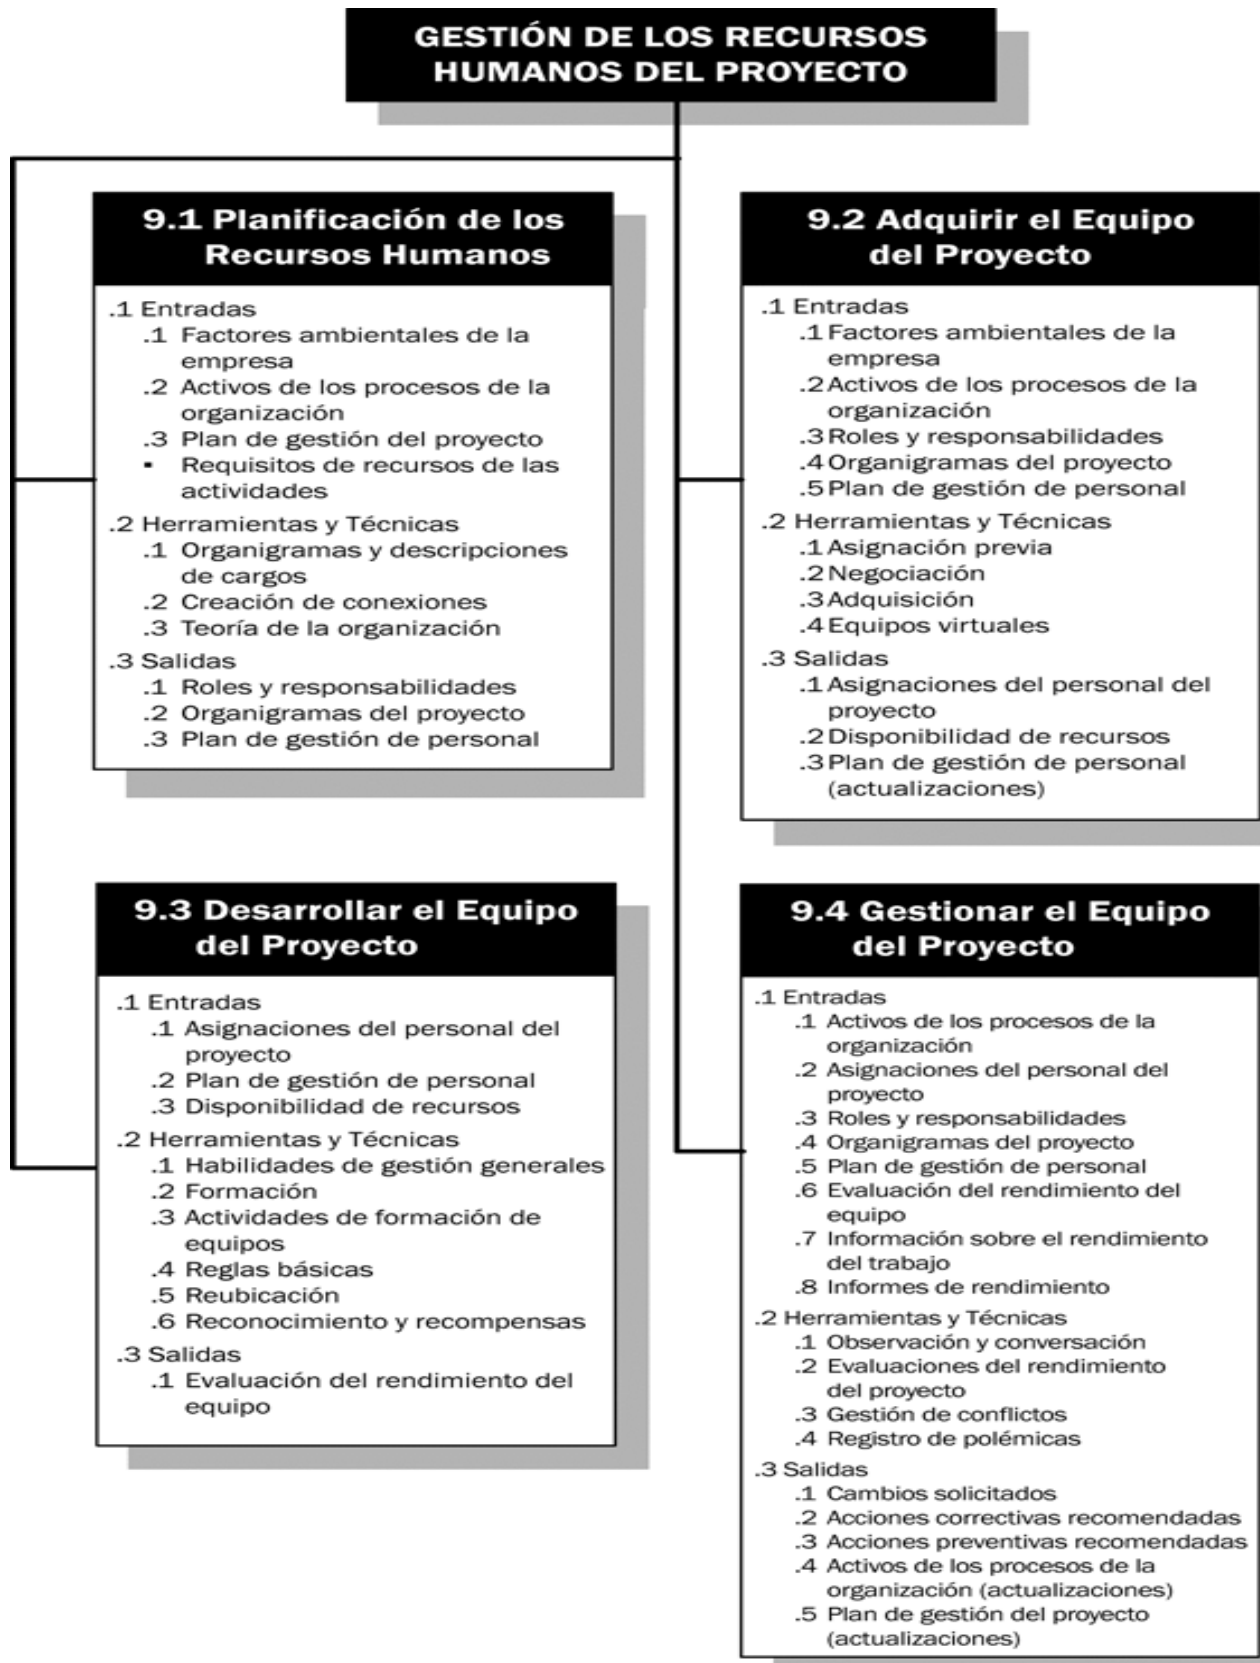 GESTIÓN DE LOS RECURSOS
HUMANOS DEL PROYECTO
9.1 Planificación de los
Recursos Humanos
.1 Entradas
.1 Factores ambientales de la
empresa
.2 Activos de los procesos de la
organización
.3 Plan de gestión del proyecto
▪ Requisitos de recursos de las
actividades
.2 Herramientas y Técnicas
.1 Organigramas y descripciones
de cargos
.2 Creación de conexiones
.3 Teoría de la organización
.3 Salidas
.1 Roles y responsabilidades
.2 Organigramas del proyecto
.3 Plan de gestión de personal
9.2 Adquirir el Equipo
del Proyecto
.1 Entradas
.1 Factores ambientales de la
empresa
.2 Activos de los procesos de la
organización
.3 Roles y responsabilidades
.4 Organigramas del proyecto
.5 Plan de gestión de personal
.2 Herramientas y Técnicas
.1 Asignación previa
.2 Negociación
.3 Adquisición
.4 Equipos virtuales
.3 Salidas
.1 Asignaciones del personal del
proyecto
.2 Disponibilidad de recursos
.3 Plan de gestión de personal
(actualizaciones)
9.3 Desarrollar el Equipo
del Proyecto
.1 Entradas
.1 Asignaciones del personal del
proyecto
.2 Plan de gestión de personal
.3 Disponibilidad de recursos
.2 Herramientas y Técnicas
.1 Habilidades de gestión generales
.2 Formación
.3 Actividades de formación de
equipos
.4 Reglas básicas
.5 Reubicación
.6 Reconocimiento y recompensas
.3 Salidas
.1 Evaluación del rendimiento del
equipo
9.4 Gestionar el Equipo
del Proyecto
.1 Entradas
.1 Activos de los procesos de la
organización
.2 Asignaciones del personal del
proyecto
.3 Roles y responsabilidades
.4 Organigramas del proyecto
.5 Plan de gestión de personal
.6 Evaluación del rendimiento del
equipo
.7 Información sobre el rendimiento
del trabajo
.8 Informes de rendimiento
.2 Herramientas y Técnicas
.1 Observación y conversación
.2 Evaluaciones del rendimiento
del proyecto
.3 Gestión de conflictos
.4 Registro de polémicas
.3 Salidas
.1 Cambios solicitados
.2 Acciones correctivas recomendadas
.3 Acciones preventivas recomendadas
.4 Activos de los procesos de la
organización (actualizaciones)
.5 Plan de gestión del proyecto
(actualizaciones)